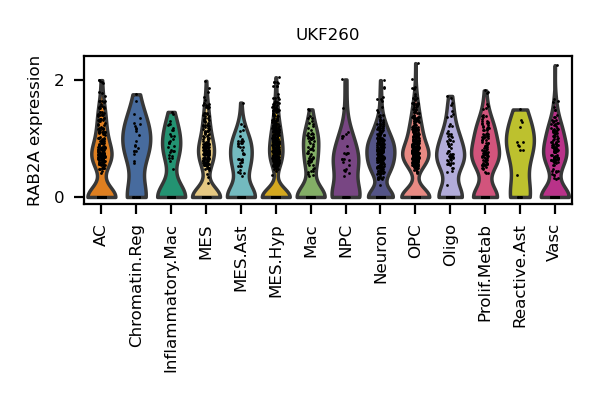 UKF260
RAB2A expression
2
0
AC
Chromatin.Reg
Inflammatory.Mac
MES
MES.Ast
MES.Hyp
Mac
NPC
Neuron
OPC
Oligo
Prolif.Metab
Reactive.Ast
Vasc